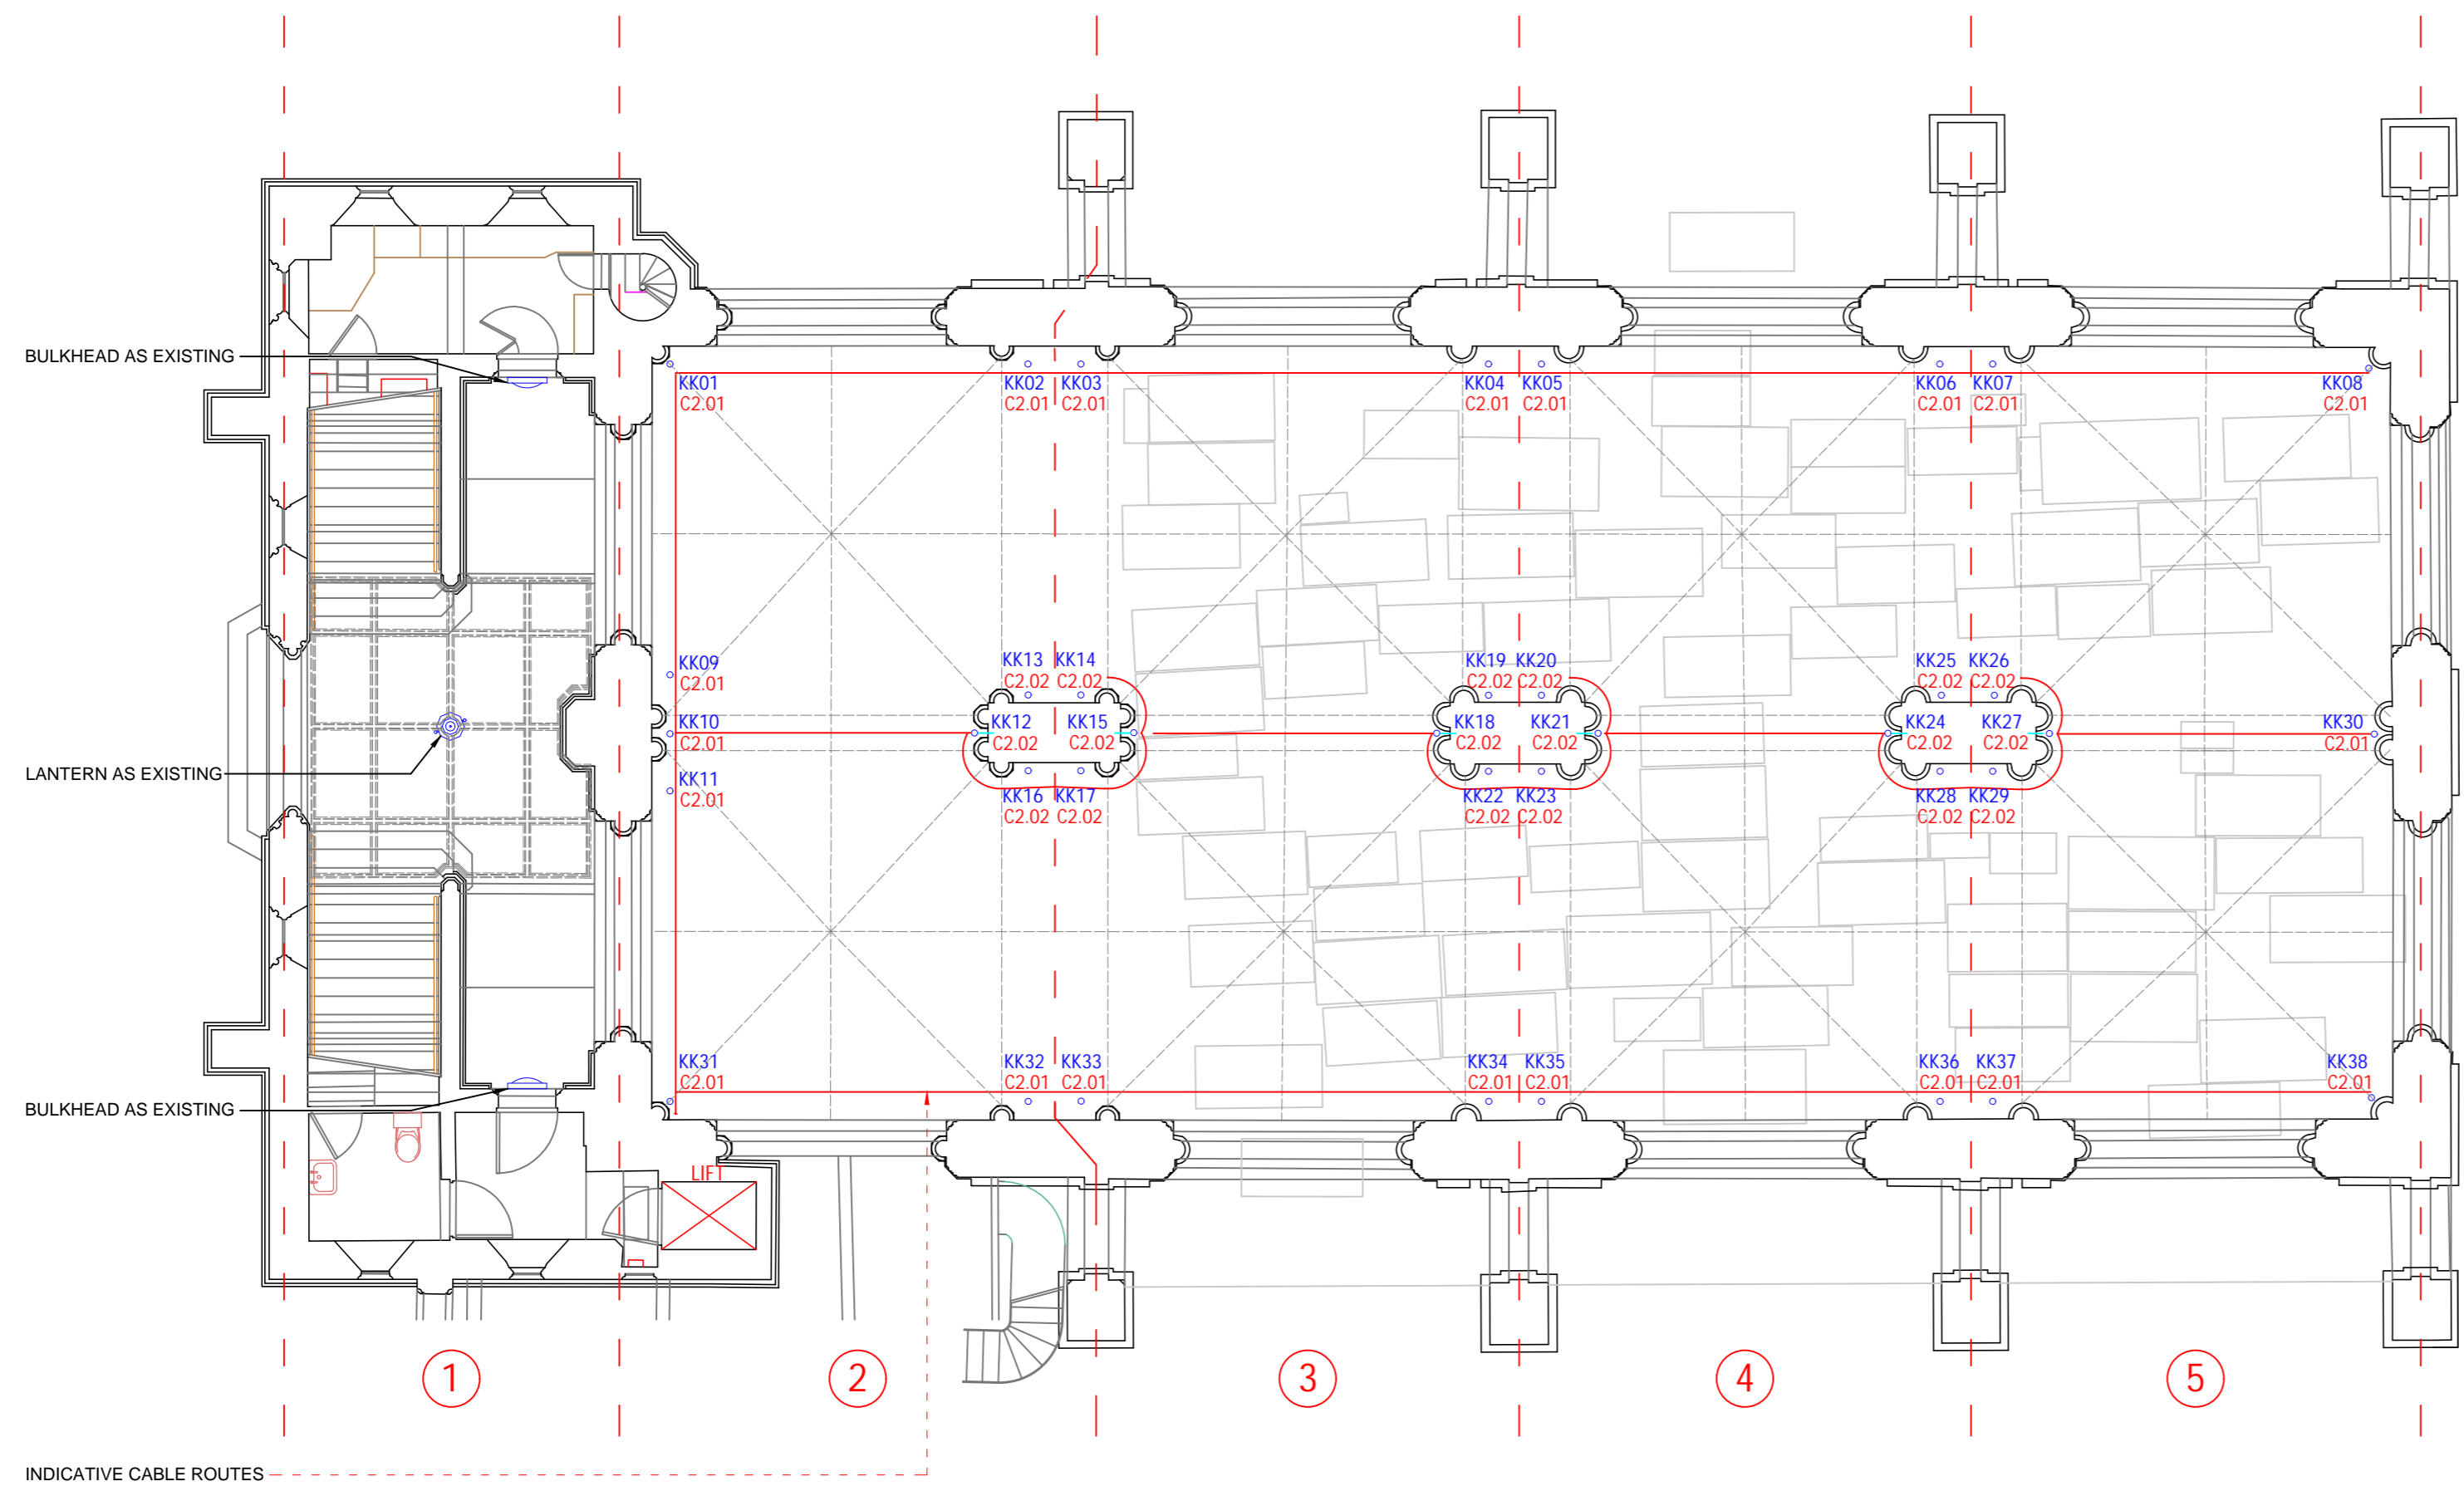 BULKHEAD AS EXISTING
KK01 KK02 KK03 KK04 KK05 KK06 KK07 KK08
C2.01 C2.01 C2.01 C2.01 C2.01 C2.01 C2.01 C2.01
KK09 KK13 KK14 KK19 KK20 KK25 KK26
C2.01 C2.02 C2.02 C2.02 C2.02 C2.02 C2.02
KK10 KK12 KK15 KK18 KK21 KK24 KK27 KK30
C2.01 C2.02 C2.02 C2.02 C2.02 C2.02 C2.02 C2.01
LANTERN AS EXISTING
KK11 KK16 KK17 KK22 KK23 KK28 KK29
C2.01 C2.02 C2.02 C2.02 C2.02 C2.02 C2.02
KK31 KK32 KK33 KK34 KK35 KK36 KK37 KK38
C2.01 C2.01 C2.01 C2.01 C2.01 C2.01 C2.01 C2.01
BULKHEAD AS EXISTING
LIFT
1 2 3 4 5
INDICATIVE CABLE ROUTES